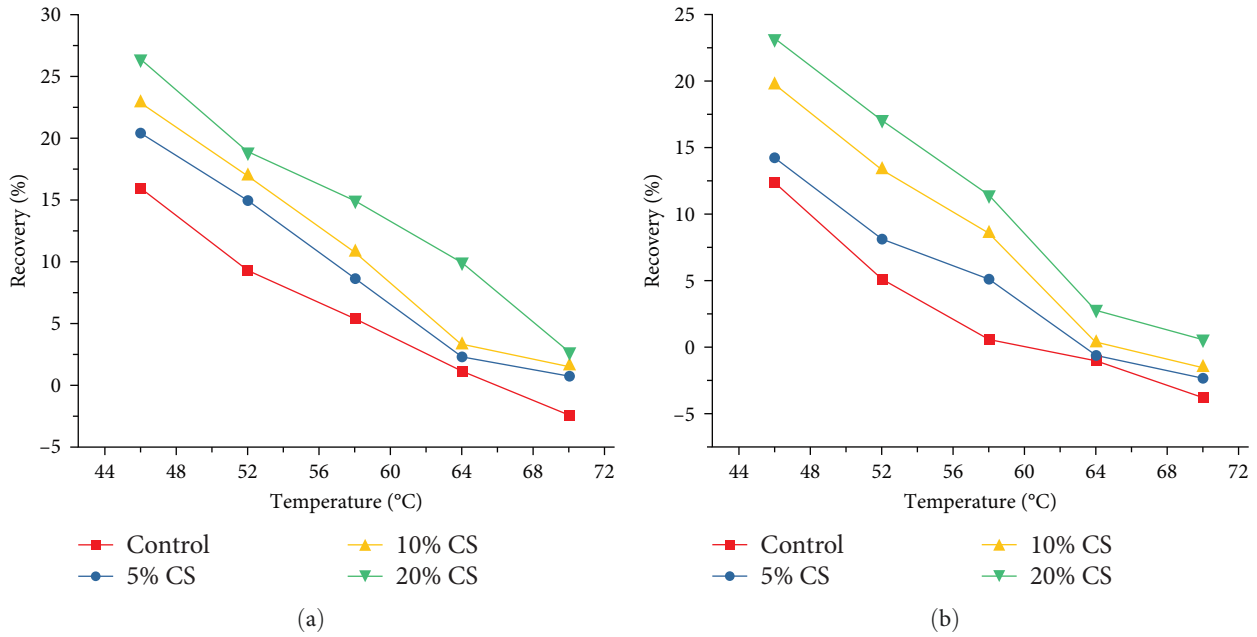 30
25
20
15
10
5
0
–5
Recovery (%)
44 48 52 56 60 64 68 72
Temperature (°C)
Control
5% CS
10% CS
20% CS
(a)
25
20
15
10
5
0
–5
Recovery (%)
44 48 52 56 60 64 68 72
Temperature (°C)
Control
5% CS
10% CS
20% CS
(b)